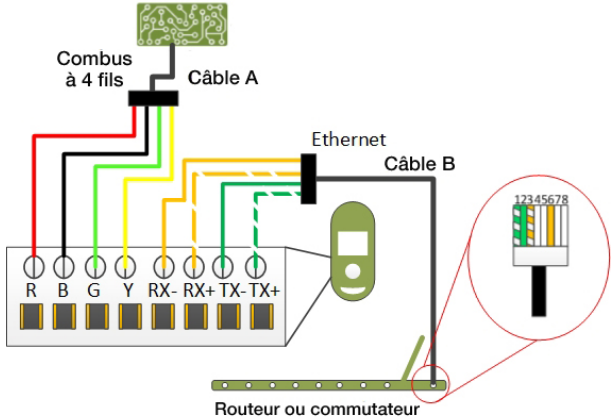 Combus
à 4 fils
Câble A
Ethernet
Câble B
12345678
R B G Y RX- RX+ TX- TX+
Routeur ou commutateur